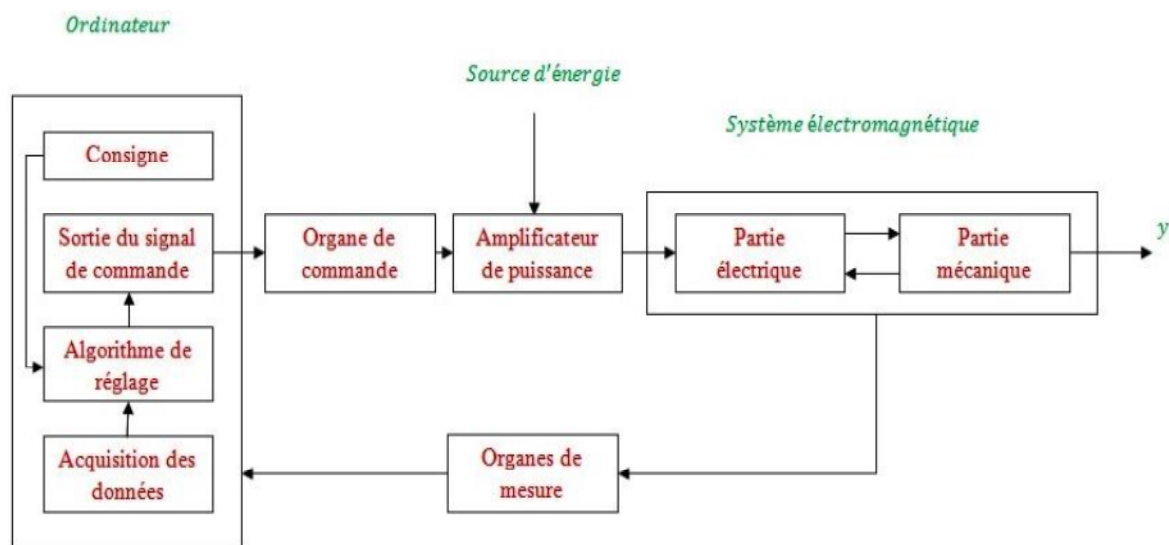 Ordinateur
Source d'énergie
Système électromagnétique
Consigne
Sortie du signal
de commande
Organe de
commande
Amplificateur
de puissance
Partie
électrique
Partie
mécanique
y
Algorithme de
réglage
Acquisition des
données
Organes de
mesure